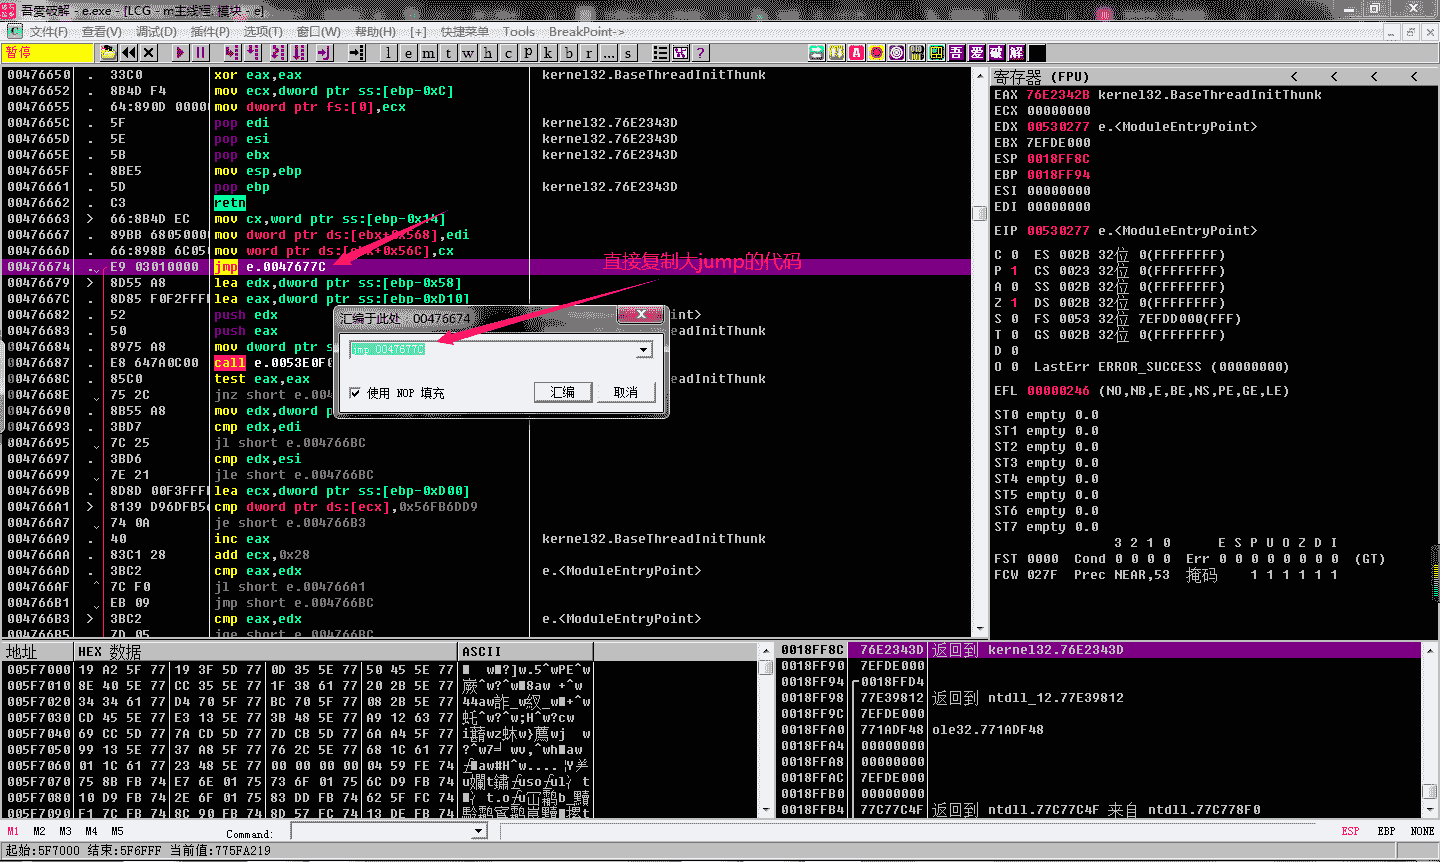 吾爱破解 - e.exe - [LCG - m主线程, 模块 - e]
文件(F) 查看(V) 调试(D) 插件(P) 选项(T) 窗口(W) 帮助(H) [+] 快捷菜单 Tools BreakPoint->
暂停 l e m t w h c p k b r ... s ? 吾 爱 破 解
00476650 . 33C0 xor eax,eax kernel32.BaseThreadInitThunk
00476652 . 8B4D F4 mov ecx,dword ptr ss:[ebp-0xC]
00476655 . 64:890D 00000 mov dword ptr fs:[0],ecx
0047665C . 5F pop edi kernel32.76E2343D
0047665D . 5E pop esi kernel32.76E2343D
0047665E . 5B pop ebx kernel32.76E2343D
0047665F . 8BE5 mov esp,ebp
00476661 . 5D pop ebp kernel32.76E2343D
00476662 . C3 retn
00476663 > 66:8B4D EC mov cx,word ptr ss:[ebp-0x14]
00476667 . 89BB 6805000 mov dword ptr ds:[ebx+0x568],edi
0047666D . 66:898B 6C05 mov word ptr ds:[ebx+0x56C],cx
00476674 . E9 03010000 jmp e.0047677C
00476679 > 8D55 A8 lea edx,dword ptr ss:[ebp-0x58]
0047667C . 8D85 F0F2FFF lea eax,dword ptr ss:[ebp-0xD10]
00476682 . 52 push edx
00476683 . 50 push eax
00476684 . 8975 A8 mov dword ptr s
00476687 . E8 647A0C00 call e.0053E0F
0047668C . 85C0 test eax,eax
0047668E . 75 2C jnz short e.004
00476690 . 8B55 A8 mov edx,dword p
00476693 . 3BD7 cmp edx,edi
00476695 . 7C 25 jl short e.004766BC
00476697 . 3BD6 cmp edx,esi
00476699 . 7E 21 jle short e.004766BC
0047669B . 8D8D 00F3FFF lea ecx,dword ptr ss:[ebp-0xD00]
004766A1 > 8139 D96DFB56 cmp dword ptr ds:[ecx],0x56FB6DD9
004766A7 . 74 0A je short e.004766B3
004766A9 . 40 inc eax kernel32.BaseThreadInitThunk
004766AA . 83C1 28 add ecx,0x28
004766AD . 3BC2 cmp eax,edx e.<ModuleEntryPoint>
004766AF . 7C F0 jl short e.004766A1
004766B1 . EB 09 jmp short e.004766BC
004766B3 > 3BC2 cmp eax,edx e.<ModuleEntryPoint>
004766B5 . 7D 05 jge short e.004766BC
直接复制大jump的代码
汇编于此处 : 00476674
jmp 0047677C
使用 NOP 填充 汇编 取消
寄存器 (FPU) < < < <
EAX 76E2342B kernel32.BaseThreadInitThunk
ECX 00000000
EDX 00530277 e.<ModuleEntryPoint>
EBX 7EFDE000
ESP 0018FF8C
EBP 0018FF94
ESI 00000000
EDI 00000000
EIP 00530277 e.<ModuleEntryPoint>
C 0 ES 002B 32位 0(FFFFFFFF)
P 1 CS 0023 32位 0(FFFFFFFF)
A 0 SS 002B 32位 0(FFFFFFFF)
Z 1 DS 002B 32位 0(FFFFFFFF)
S 0 FS 0053 32位 7EFDD000(FFF)
T 0 GS 002B 32位 0(FFFFFFFF)
D 0
O 0 LastErr ERROR_SUCCESS (00000000)
EFL 00000246 (NO,NB,E,BE,NS,PE,GE,LE)
ST0 empty 0.0
ST1 empty 0.0
ST2 empty 0.0
ST3 empty 0.0
ST4 empty 0.0
ST5 empty 0.0
ST6 empty 0.0
ST7 empty 0.0
3 2 1 0 E S P U O Z D I
FST 0000 Cond 0 0 0 0 Err 0 0 0 0 0 0 0 0 (GT)
FCW 027F Prec NEAR,53 掩码 1 1 1 1 1 1
地址 HEX 数据 ASCII
005F7000 19 A2 5F 77 19 3F 5D 77 0D 35 5E 77 50 45 5E 77
005F7010 8E 40 5E 77 CC 35 5E 77 1F 38 61 77 20 2B 5E 77
005F7020 34 34 61 77 D4 70 5F 77 BC 70 5F 77 08 2B 5E 77
005F7030 CD 45 5E 77 E3 13 5E 77 3B 48 5E 77 A9 12 63 77
005F7040 69 CC 5D 77 7A CD 5D 77 7D CB 5D 77 6A A4 5F 77
005F7050 99 13 5E 77 37 A8 5F 77 76 2C 5E 77 68 1C 61 77
005F7060 01 1C 61 77 23 48 5E 77 00 00 00 00 04 59 FE 74
005F7070 75 8B FB 74 E7 6E 01 75 73 6F 01 75 6C D9 FB 74
005F7080 10 D9 FB 74 2E 6F 01 75 83 DD FB 74 62 5F FC 74
005F7090 F1 7C FB 74 8C 90 FB 74 8D 57 FC 74 13 DE FB 74
0018FF8C 76E2343D 返回到 kernel32.76E2343D
0018FF90 7EFDE000
0018FF94 0018FFD4
0018FF98 77E39812 返回到 ntdll_12.77E39812
0018FF9C 7EFDE000
0018FFA0 771ADF48 ole32.771ADF48
0018FFA4 00000000
0018FFA8 00000000
0018FFAC 7EFDE000
0018FFB0 00000000
0018FFB4 77C77C4F 返回到 ntdll.77C77C4F 来自 ntdll.77C778F0
M1 M2 M3 M4 M5 Command: ESP EBP NONE
起始:5F7000 结束:5F6FFF 当前值:775FA219